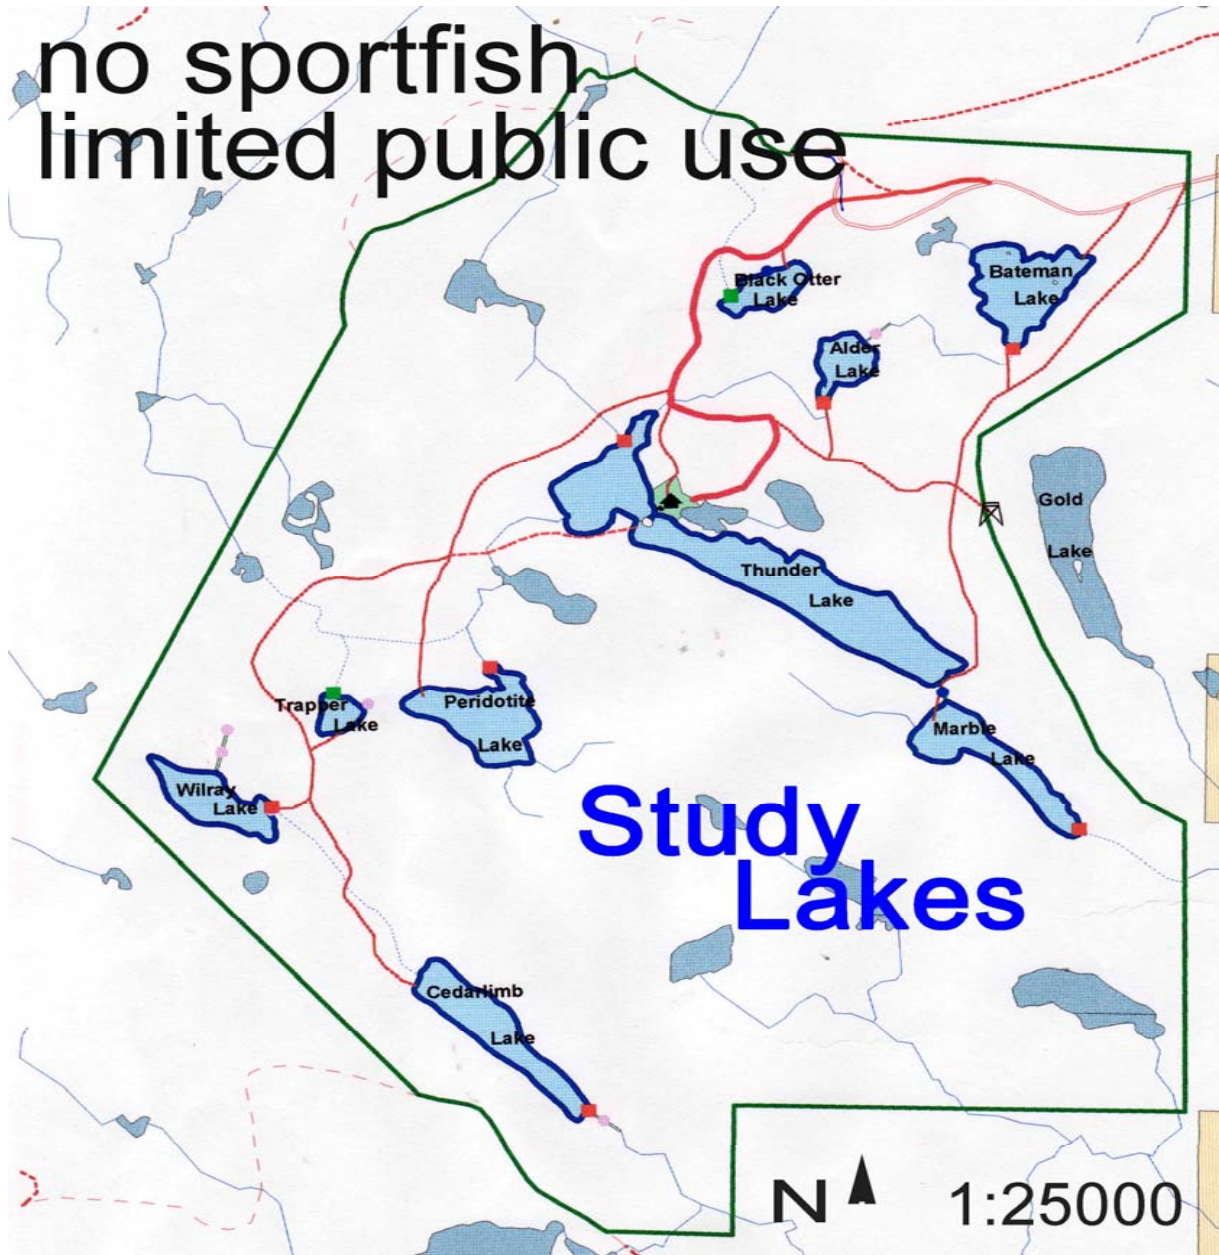 no sportfish
limited public use
Black Otter
Lake
Bateman
Lake
Alder
Lake
Gold
Lake
Thunder
Lake
Trapper
Lake
Peridotite
Lake
Marble
Lake
Wilray
Lake
Study
Lakes
Cedarlimb
Lake
N 1:25000